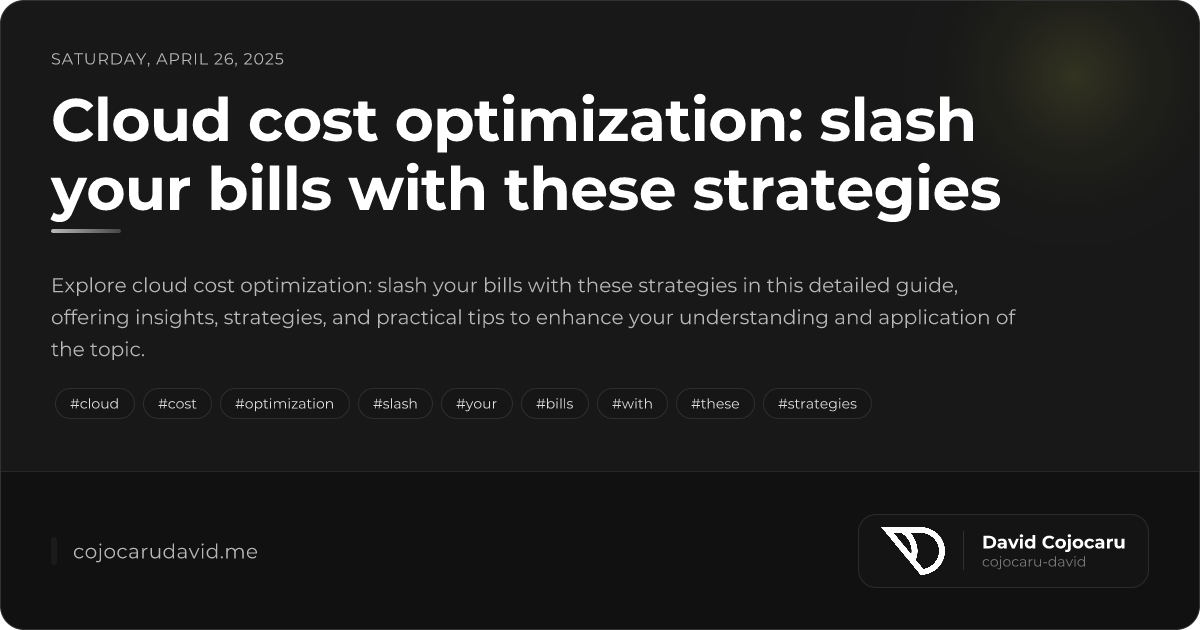 SATURDAY, APRIL 26, 2025
Cloud cost optimization: slash
your bills with these strategies
Explore cloud cost optimization: slash your bills with these strategies in this detailed guide,
offering insights, strategies, and practical tips to enhance your understanding and application of
the topic.
#cloud #cost #optimization #slash #your #bills #with #these #strategies
cojocarudavid.me
David Cojocaru
cojocaru-david